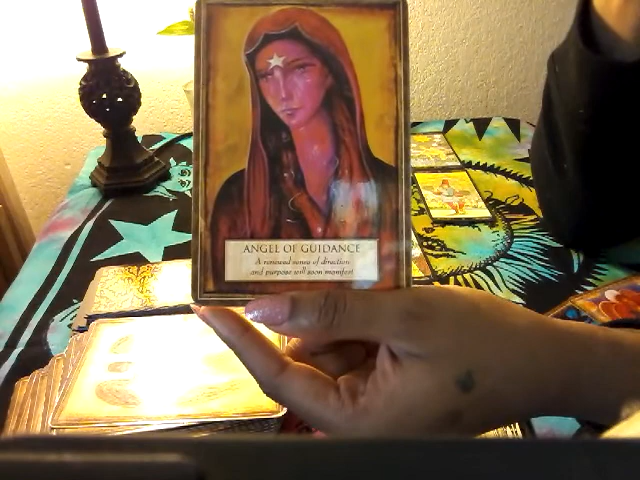 ANGEL OF GUIDANCE
A renewed sense of direction
and purpose will soon manifest